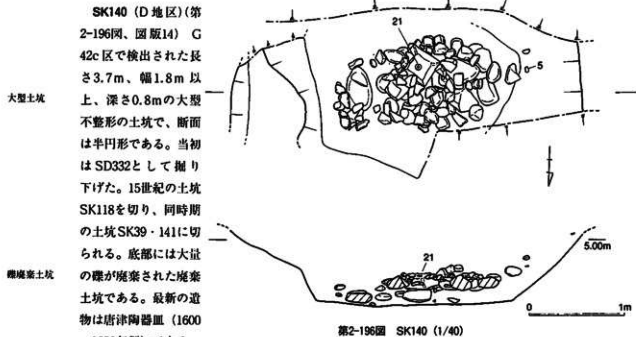 SK140（D地区）(第
2-196図、図版14） G
42c区で検出された長
さ3.7m、幅1.8m以
上、深さ0.8mの大型
不整形の土坑で、断面
は半円形である。当初
はSD332として掘り
下げた。15世紀の土坑
SK118を切り、同時期
の土坑SK39・141に切
られる。底部には大量
の礫が廃棄された廃棄
土坑である。最新の遺
物は唐津陶器皿（1600
大型土坑
礫廃棄土坑
21
5
21
5.00m
0 1m
第2-196図 SK140（1/40）